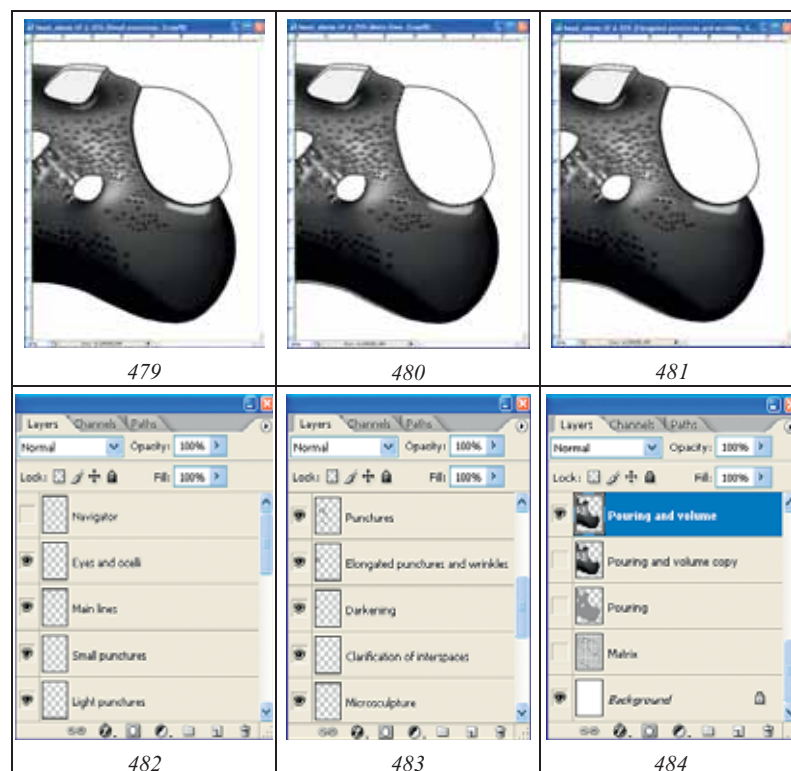 479
480
481
Layers Channels Paths
Normal Opacity: 100%
Lock: Fill: 100%
Navigator
Eyes and ocelli
Main lines
Small punctures
Light punctures
482
Layers Channels Paths
Normal Opacity: 100%
Lock: Fill: 100%
Punctures
Elongated punctures and wrinkles
Darkening
Clarification of interspaces
Microsculpture
483
Layers Channels Paths
Normal Opacity: 100%
Lock: Fill: 100%
Pouring and volume
Pouring and volume copy
Pouring
Matrix
Background
484